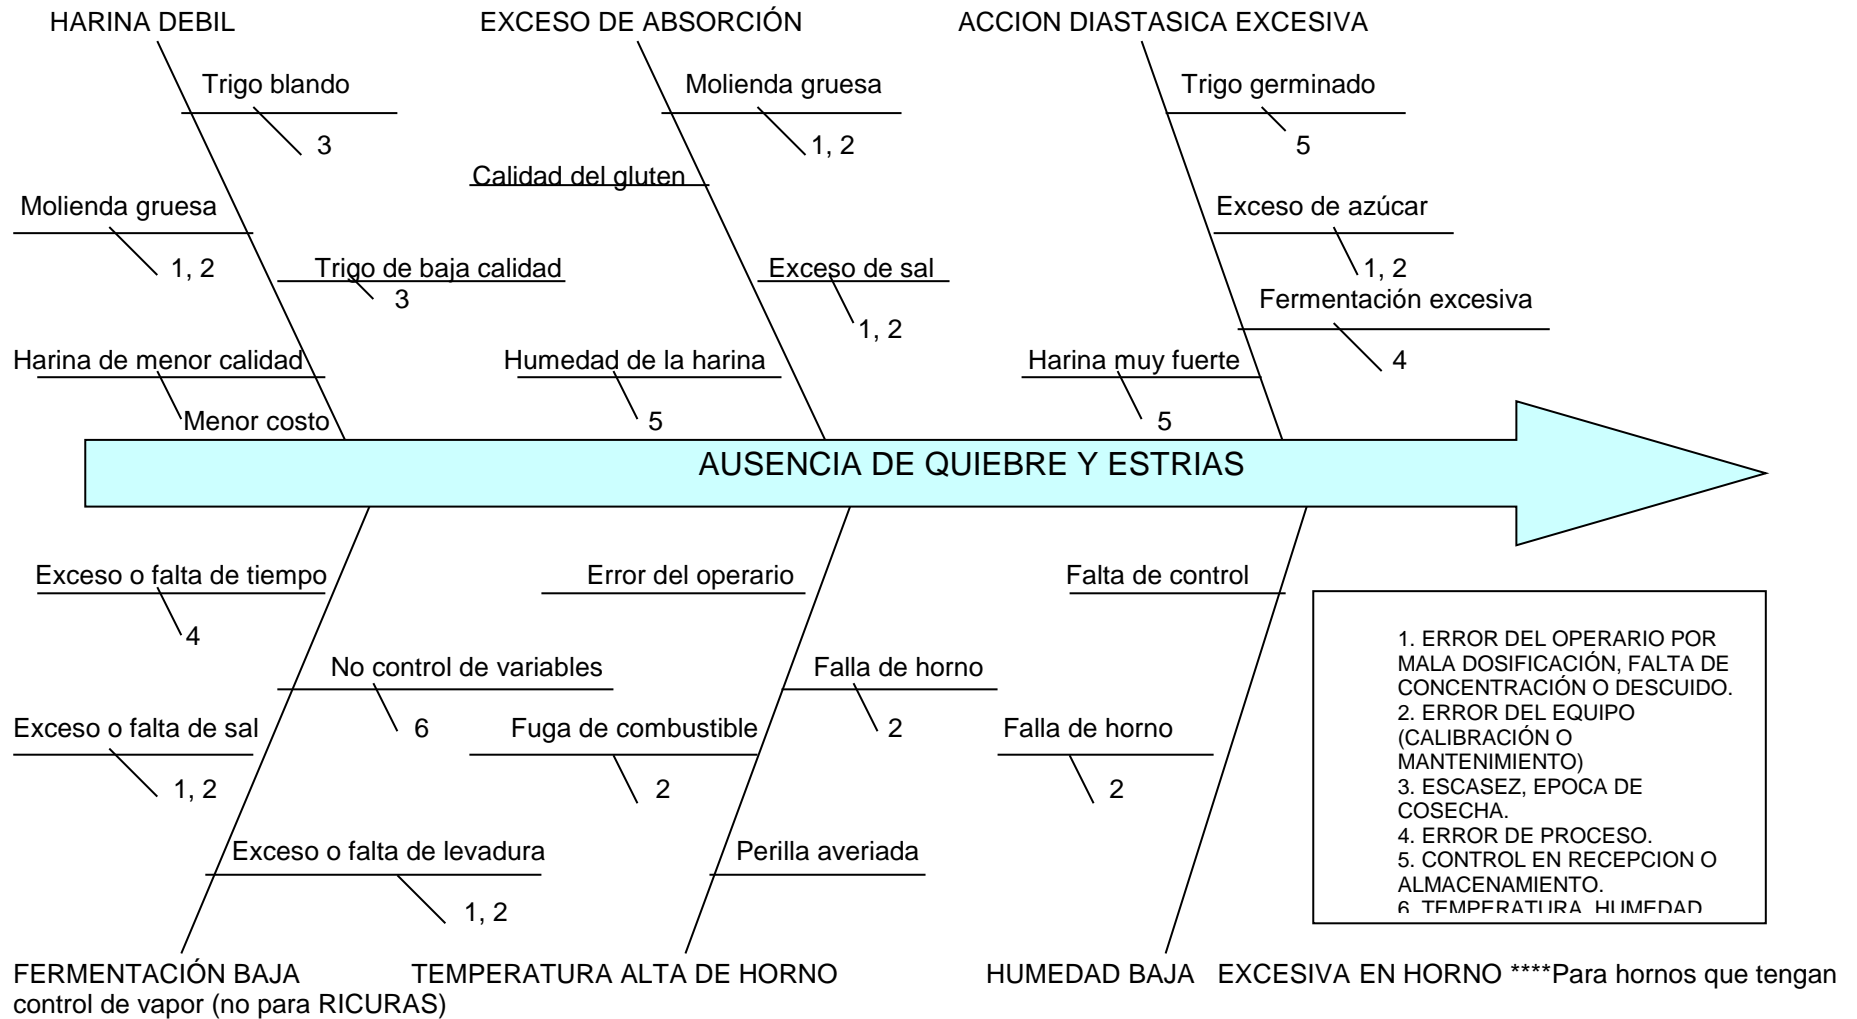 HARINA DEBIL
EXCESO DE ABSORCIÓN
ACCION DIASTASICA EXCESIVA
Trigo blando
3
Molienda gruesa
1, 2
Trigo de baja calidad
3
Harina de menor calidad
Menor costo
Molienda gruesa
1, 2
Calidad del gluten
Exceso de sal
1, 2
Humedad de la harina
5
Trigo germinado
5
Exceso de azúcar
1, 2
Fermentación excesiva
4
Harina muy fuerte
5
AUSENCIA DE QUIEBRE Y ESTRIAS
Exceso o falta de tiempo
4
No control de variables
6
Exceso o falta de sal
1, 2
Exceso o falta de levadura
1, 2
Error del operario
Falla de horno
2
Fuga de combustible
2
Perilla averiada
Falta de control
Falla de horno
2
1. ERROR DEL OPERARIO POR
MALA DOSIFICACIÓN, FALTA DE
CONCENTRACIÓN O DESCUIDO.
2. ERROR DEL EQUIPO
(CALIBRACIÓN O
MANTENIMIENTO)
3. ESCASEZ, EPOCA DE
COSECHA.
4. ERROR DE PROCESO.
5. CONTROL EN RECEPCION O
ALMACENAMIENTO.
6. TEMPERATURA, HUMEDAD
FERMENTACIÓN BAJA TEMPERATURA ALTA DE HORNO HUMEDAD BAJA EXCESIVA EN HORNO ****Para hornos que tengan
control de vapor (no para RICURAS)